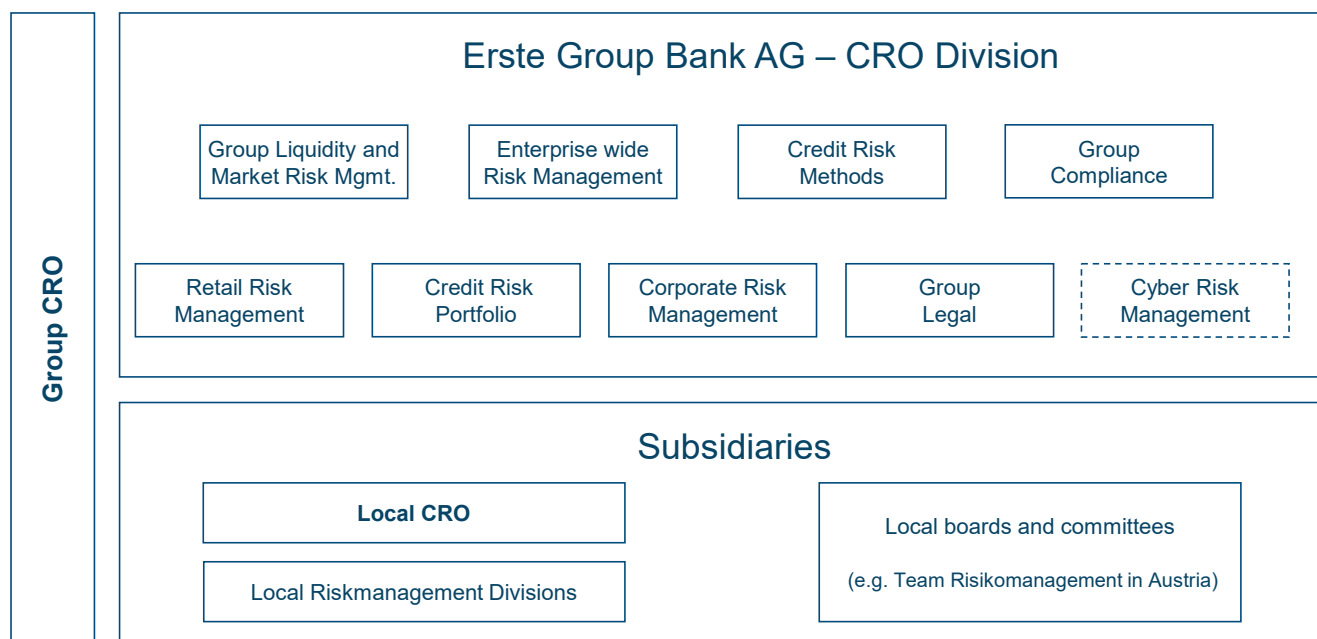 Group CRO
Erste Group Bank AG – CRO Division
Group Liquidity and
Market Risk Mgmt.
Enterprise wide
Risk Management
Credit Risk
Methods
Group
Compliance
Retail Risk
Management
Credit Risk
Portfolio
Corporate Risk
Management
Group
Legal
Cyber Risk
Management
Subsidiaries
Local CRO
Local Riskmanagement Divisions
Local boards and committees
(e.g. Team Risikomanagement in Austria)